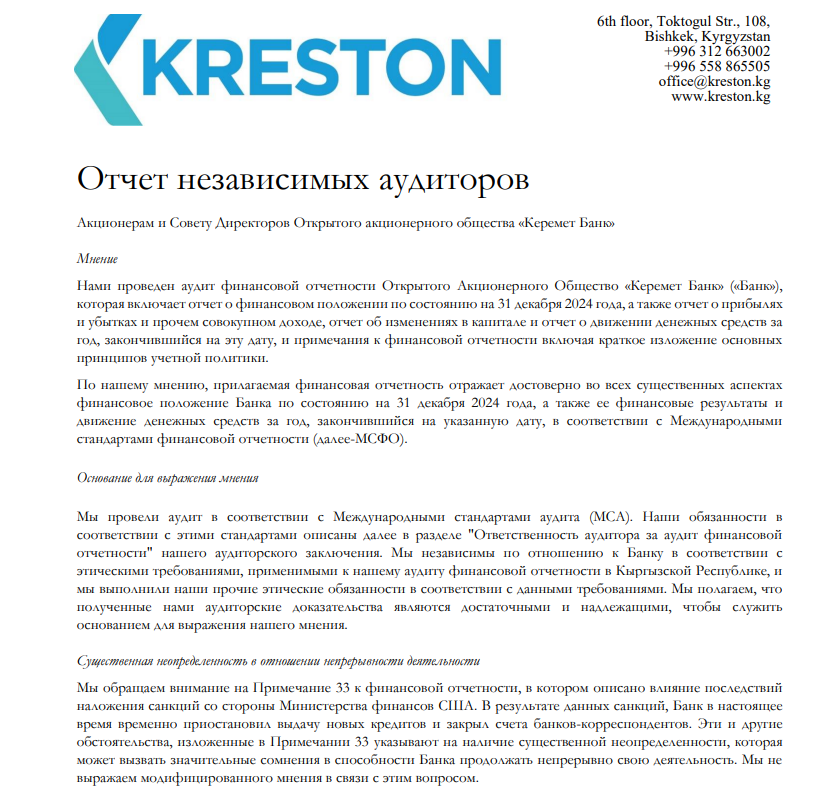 KRESTON
6th floor, Toktogul Str., 108,
Bishkek, Kyrgyzstan
+996 312 663002
+996 558 865505
office@kreston.kg
www.kreston.kg
Отчет независимых аудиторов
Акционерам и Совету Директоров Открытого акционерного общества «Керемет Банк»
Мнение
Нами проведен аудит финансовой отчетности Открытого Акционерного Общество «Керемет Банк» («Банк»),
которая включает отчет о финансовом положении по состоянию на 31 декабря 2024 года, а также отчет о прибылях
и убытках и прочем совокупном доходе, отчет об изменениях в капитале и отчет о движении денежных средств за
год, закончившийся на эту дату, и примечания к финансовой отчетности включая краткое изложение основных
принципов учетной политики.
По нашему мнению, прилагаемая финансовая отчетность отражает достоверно во всех существенных аспектах
финансовое положение Банка по состоянию на 31 декабря 2024 года, а также ее финансовые результаты и
движение денежных средств за год, закончившийся на указанную дату, в соответствии с Международными
стандартами финансовой отчетности (далее-МСФО).
Основание для выражения мнения
Мы провели аудит в соответствии с Международными стандартами аудита (МСА). Наши обязанности в
соответствии с этими стандартами описаны далее в разделе "Ответственность аудитора за аудит финансовой
отчетности" нашего аудиторского заключения. Мы независимы по отношению к Банку в соответствии с
этическими требованиями, применимыми к нашему аудиту финансовой отчетности в Кыргызской Республике, и
мы выполнили наши прочие этические обязанности в соответствии с данными требованиями. Мы полагаем, что
полученные нами аудиторские доказательства являются достаточными и надлежащими, чтобы служить
основанием для выражения нашего мнения.
Существенная неопределенность в отношении непрерывности деятельности
Мы обращаем внимание на Примечание 33 к финансовой отчетности, в котором описано влияние последствий
наложения санкций со стороны Министерства финансов США. В результате данных санкций, Банк в настоящее
время временно приостановил выдачу новых кредитов и закрыл счета банков-корреспондентов. Эти и другие
обстоятельства, изложенные в Примечании 33 указывают на наличие существенной неопределенности, которая
может вызвать значительные сомнения в способности Банка продолжать непрерывно свою деятельность. Мы не
выражаем модифицированного мнения в связи с этим вопросом.